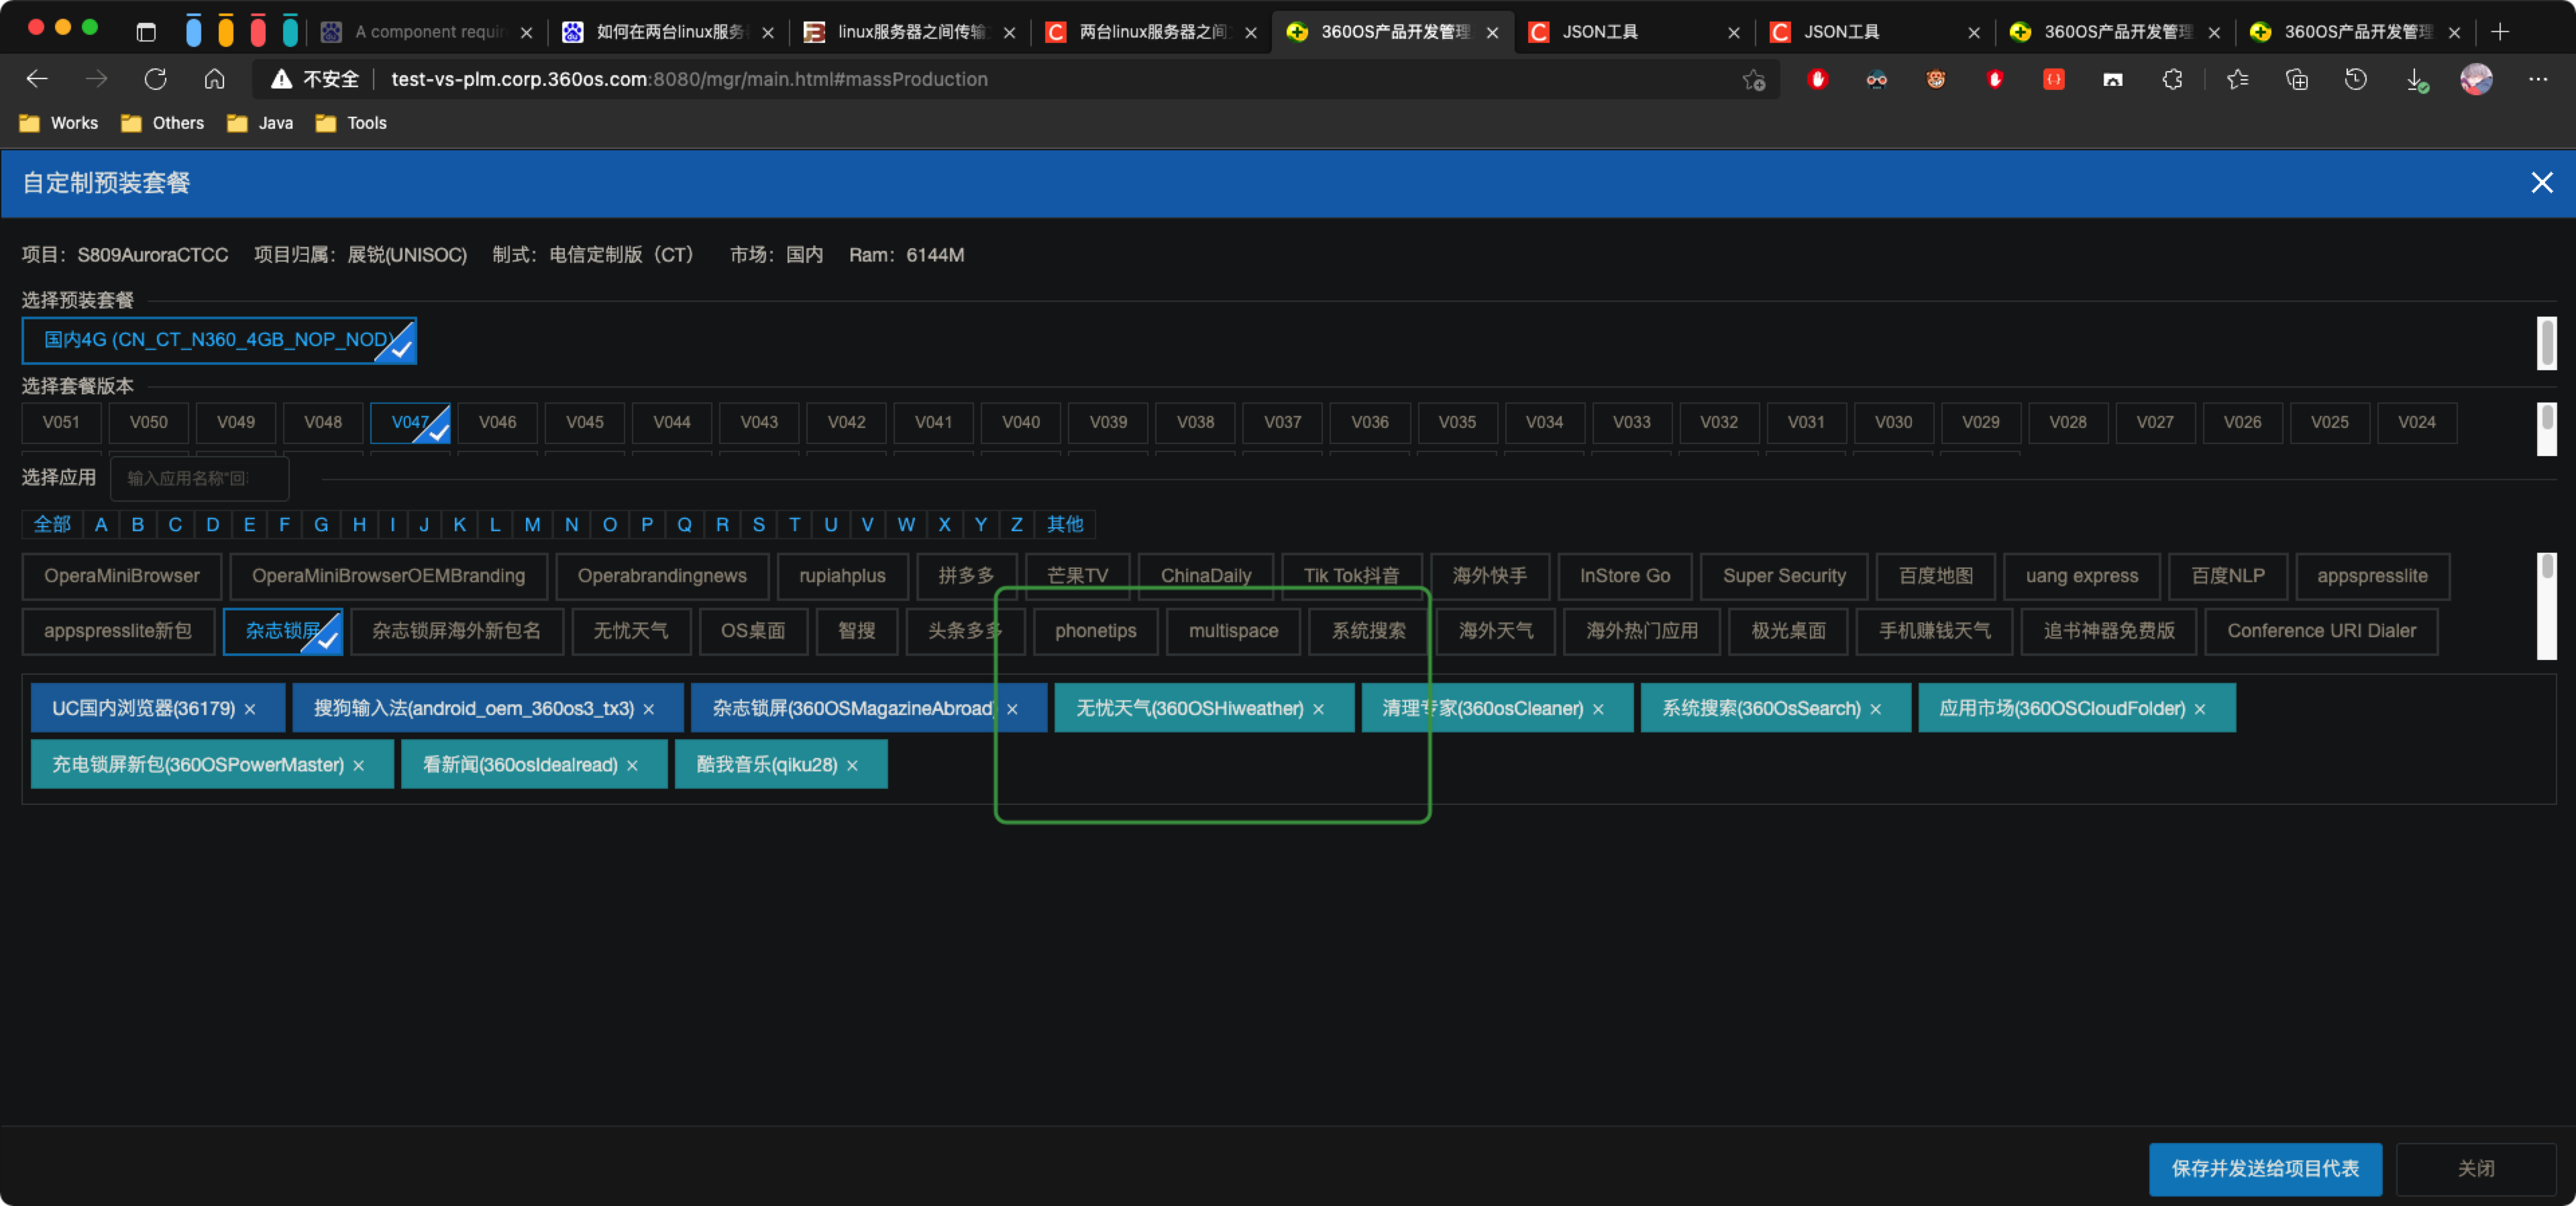 A component requir
如何在两台linux服务
linux服务器之间传输
两台linux服务器之间
360OS产品开发管理
JSON工具
JSON工具
360OS产品开发管理
360OS产品开发管理
不安全 test-vs-plm.corp.360os.com:8080/mgr/main.html#massProduction
Works Others Java Tools
自定制预装套餐
项目：S809AuroraCTCC 项目归属：展锐(UNISOC) 制式：电信定制版（CT） 市场：国内 Ram：6144M
选择预装套餐
国内4G (CN_CT_N360_4GB_NOP_NOD)
选择套餐版本
V051 V050 V049 V048 V047 V046 V045 V044 V043 V042 V041 V040 V039 V038 V037 V036 V035 V034 V033 V032 V031 V030 V029 V028 V027 V026 V025 V024
选择应用 输入应用名称"回
全部 A B C D E F G H I J K L M N O P Q R S T U V W X Y Z 其他
OperaMiniBrowser OperaMiniBrowserOEMBranding Operabrandingnews rupiahplus 拼多多 芒果TV ChinaDaily Tik Tok抖音 海外快手 InStore Go Super Security 百度地图 uang express 百度NLP appspresslite
appspresslite新包 杂志锁屏 杂志锁屏海外新包名 无忧天气 OS桌面 智搜 头条多多 phonetips multispace 系统搜索 海外天气 海外热门应用 极光桌面 手机赚钱天气 追书神器免费版 Conference URI Dialer
UC国内浏览器(36179) × 搜狗输入法(android_oem_360os3_tx3) × 杂志锁屏(360OSMagazineAbroad) × 无忧天气(360OSHiweather) × 清理专家(360osCleaner) × 系统搜索(360OsSearch) × 应用市场(360OSCloudFolder) ×
充电锁屏新包(360OSPowerMaster) × 看新闻(360osIdealread) × 酷我音乐(qiku28) ×
保存并发送给项目代表 关闭